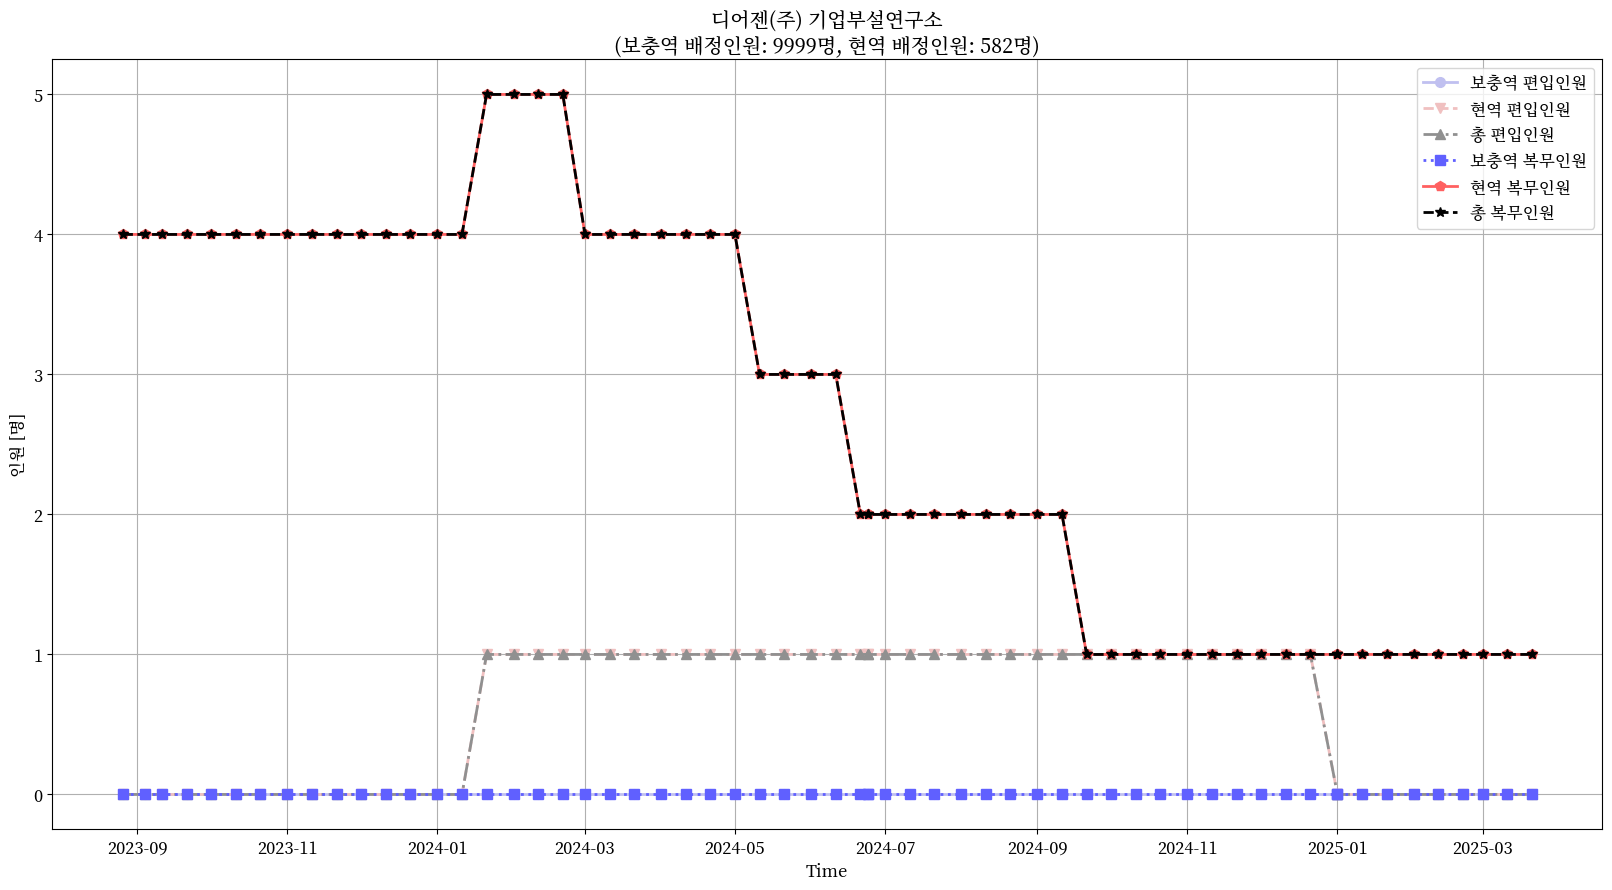 디어젠(주) 기업부설연구소
(보충역 배정인원: 9999명, 현역 배정인원: 582명)
보충역 편입인원
현역 편입인원
총 편입인원
보충역 복무인원
현역 복무인원
총 복무인원
인원 [명]
5
4
3
2
1
0
2023-09
2023-11
2024-01
2024-03
2024-05
2024-07
2024-09
2024-11
2025-01
2025-03
Time